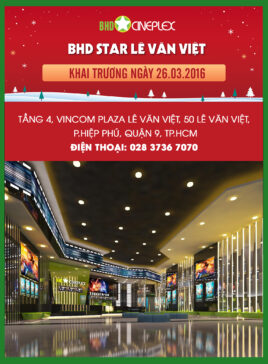 BHD CINEPLEX
BHD STAR LÊ VĂN VIỆT
KHAI TRƯƠNG NGÀY 26.03.2016
TẦNG 4, VINCOM PLAZA LÊ VĂN VIỆT, 50 LÊ VĂN VIỆT,
P.HIỆP PHÚ, QUẬN 9, TP.HCM
ĐIỆN THOẠI: 028 3736 7070